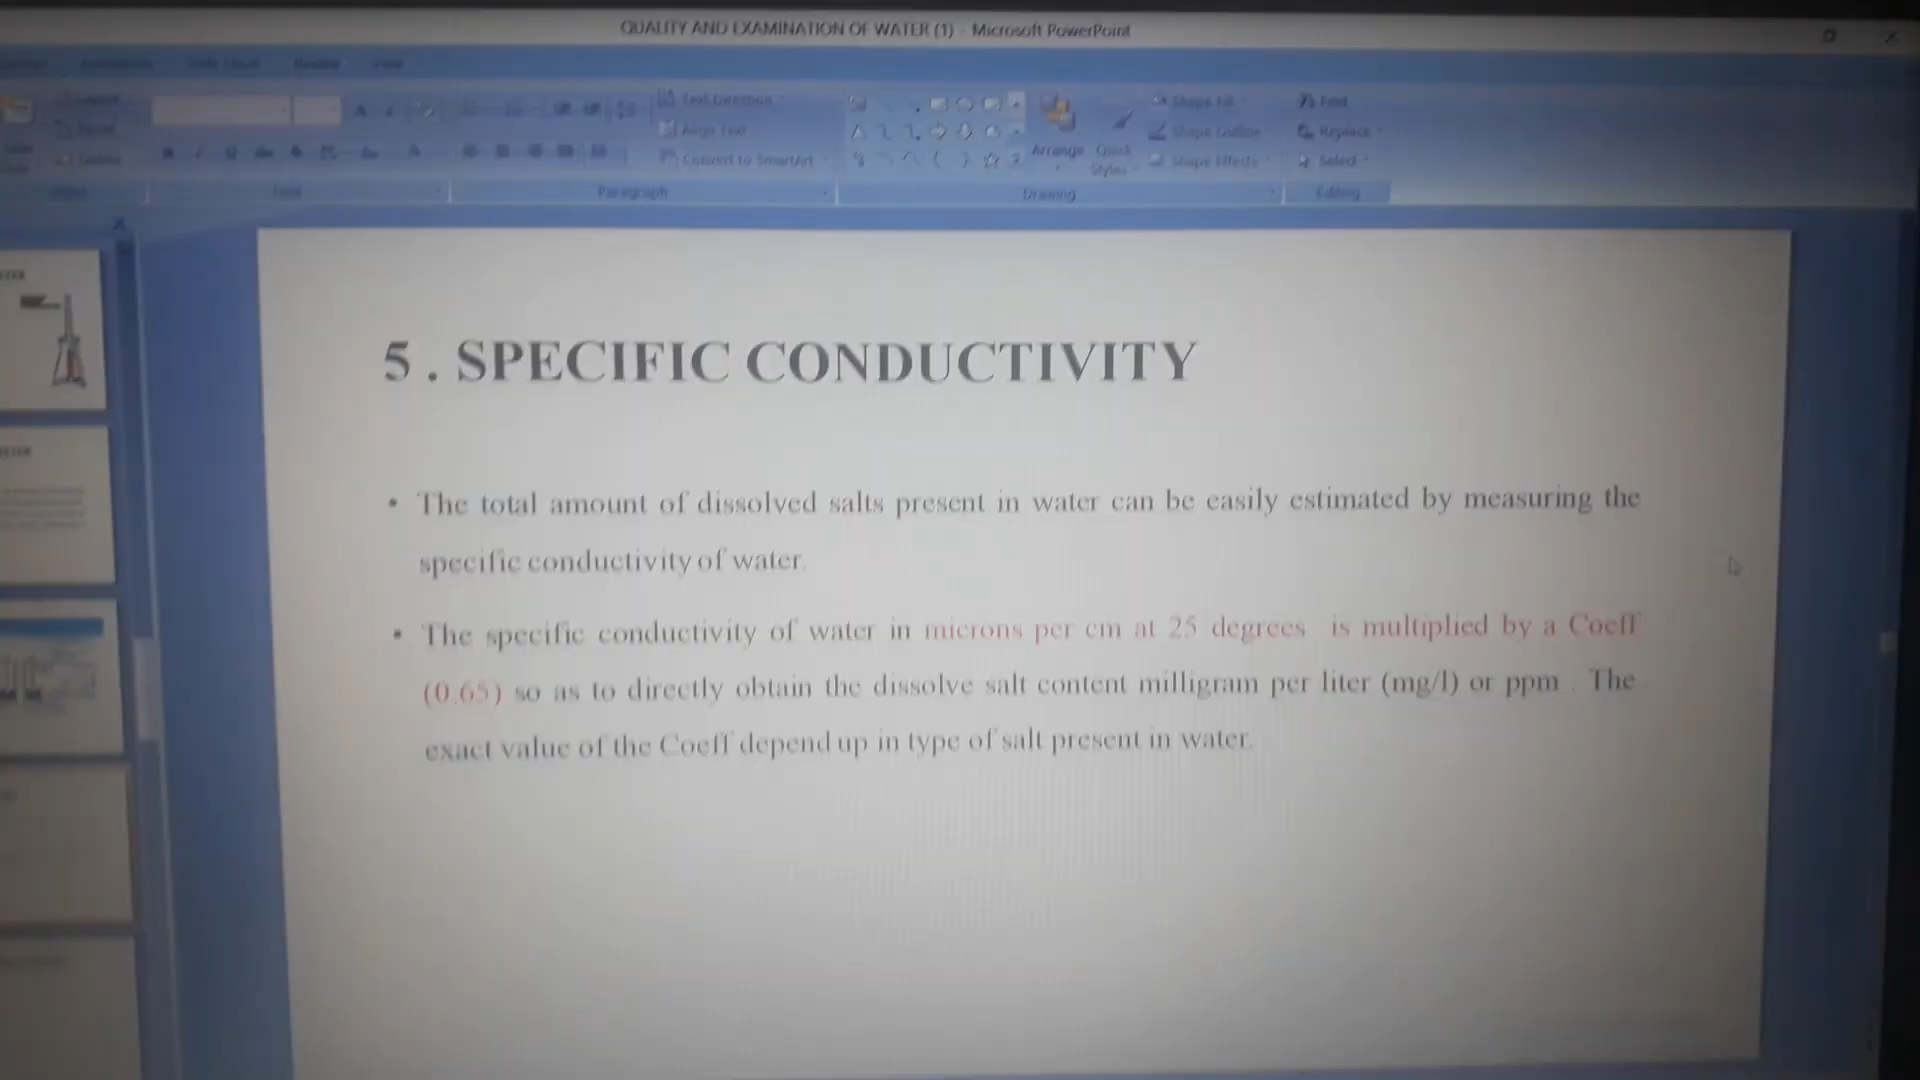 QUALITY AND EXAMINATION OF WATER (1) - Microsoft PowerPoint
Text Direction
Align Text
Convert to SmartArt
Arrange
Quick Styles
Shape Fill
Shape Outline
Shape Effects
Find
Replace
Select
Font
Paragraph
Drawing
Editing
5 . SPECIFIC CONDUCTIVITY
• The total amount of dissolved salts present in water can be easily estimated by measuring the
specific conductivity of water.
• The specific conductivity of water in microns per cm at 25 degrees is multiplied by a Coeff
(0.65) so as to directly obtain the dissolve salt content milligram per liter (mg/l) or ppm . The
exact value of the Coeff depend up in type of salt present in water.